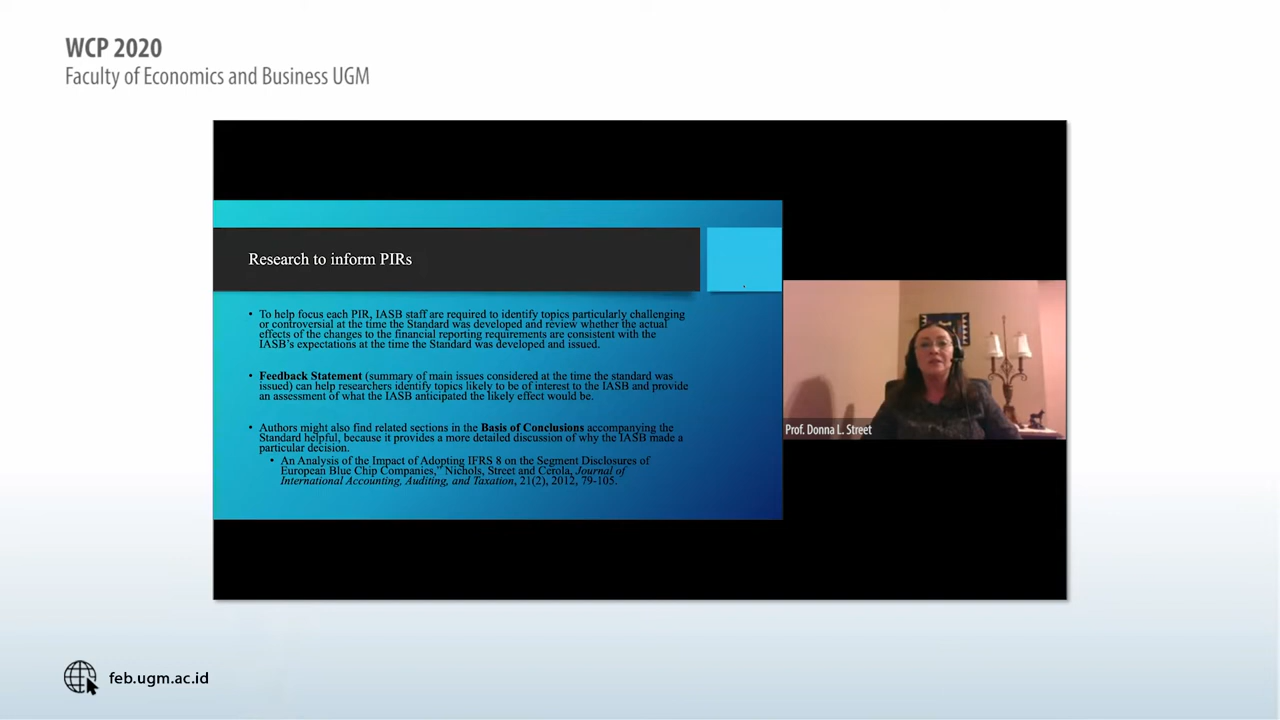 WCP 2020
Faculty of Economics and Business UGM
Research to inform PIRs
• To help focus each PIR, IASB staff are required to identify topics particularly challenging
or controversial at the time the Standard was developed and review whether the actual
effects of the changes to the financial reporting requirements are consistent with the
IASB's expectations at the time the Standard was developed and issued.
• Feedback Statement (summary of main issues considered at the time the standard was
issued) can help researchers identify topics likely to be of interest to the IASB and provide
an assessment of what the IASB anticipated the likely effect would be.
• Authors might also find related sections in the Basis of Conclusions accompanying the
Standard helpful, because it provides a more detailed discussion of why the IASB made a
particular decision.
• An Analysis of the Impact of Adopting IFRS 8 on the Segment Disclosures of
European Blue Chip Companies," Nichols, Street and Cerola, Journal of
International Accounting, Auditing, and Taxation, 21(2), 2012, 79-105.
Prof. Donna L. Street
feb.ugm.ac.id